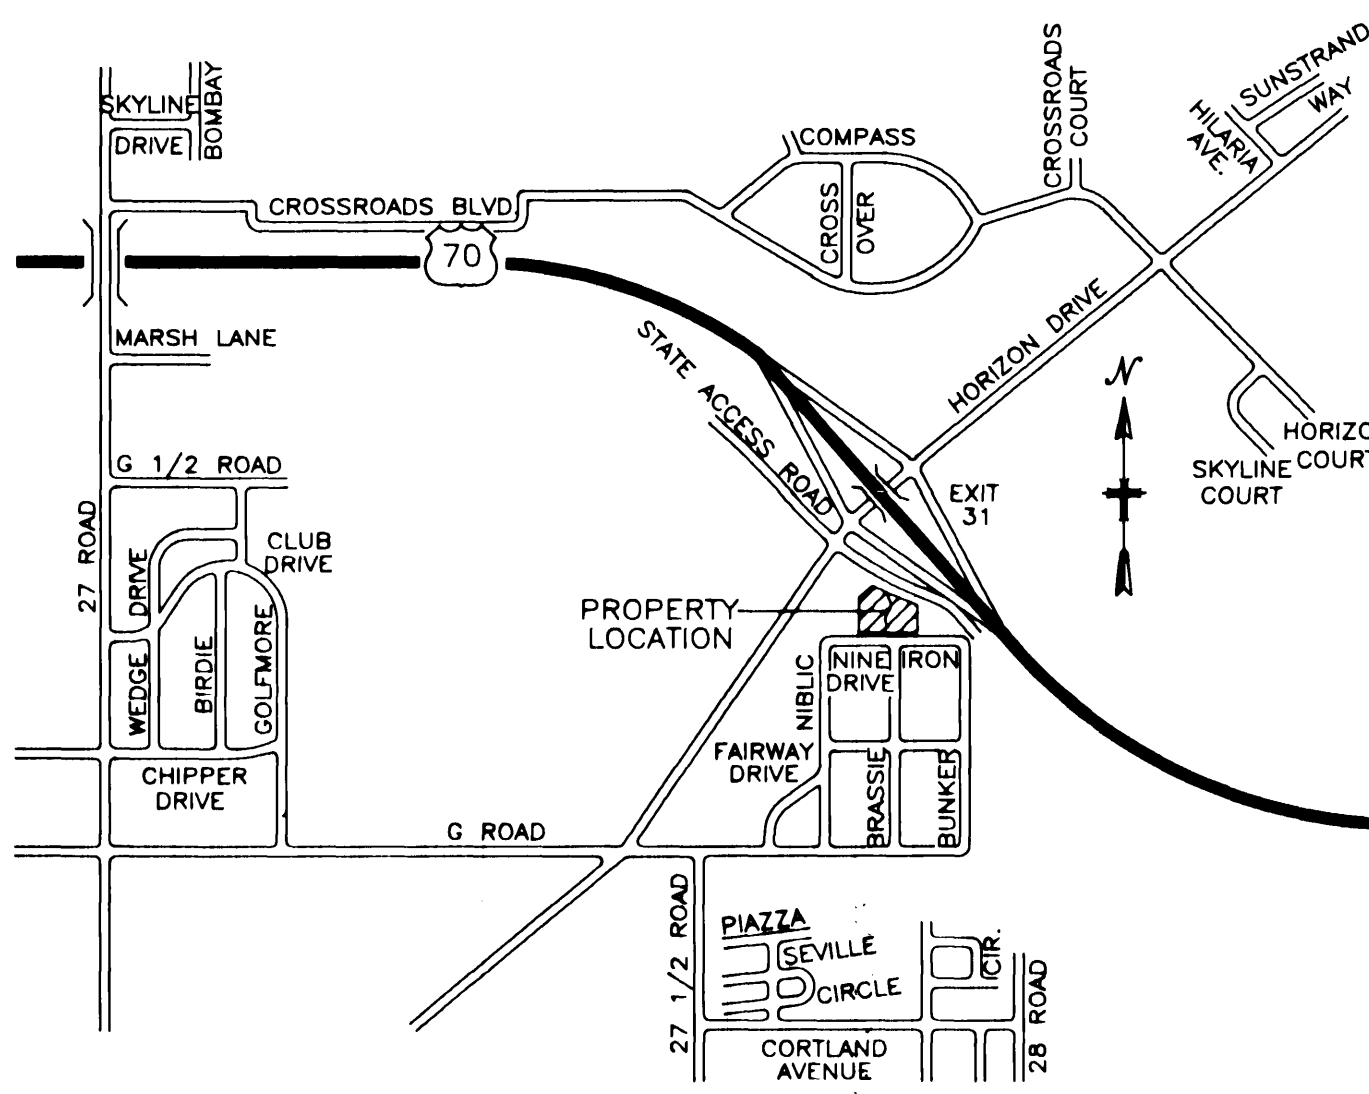 SKYLINE
DRIVE
BOMBAY
CROSSROADS BLVD
70
COMPASS
CROSS
OVER
CROSSROADS
COURT
SUNSTRAND
WAY
HILARIA
AVE.
MARSH LANE
STATE ACCESS ROAD
HORIZON DRIVE
N
HORIZO
COURT
SKYLINE
COURT
G 1/2 ROAD
EXIT
31
27 ROAD
CLUB
DRIVE
WEDGE DRIVE
BIRDIE
GOLFMORE
PROPERTY
LOCATION
NIBLIC
NINE IRON
DRIVE
FAIRWAY
DRIVE
BRASSIE
BUNKER
CHIPPER
DRIVE
G ROAD
27 1/2 ROAD
PIAZZA
SEVILLE
CIRCLE
CIR.
28 ROAD
CORTLAND
AVENUE